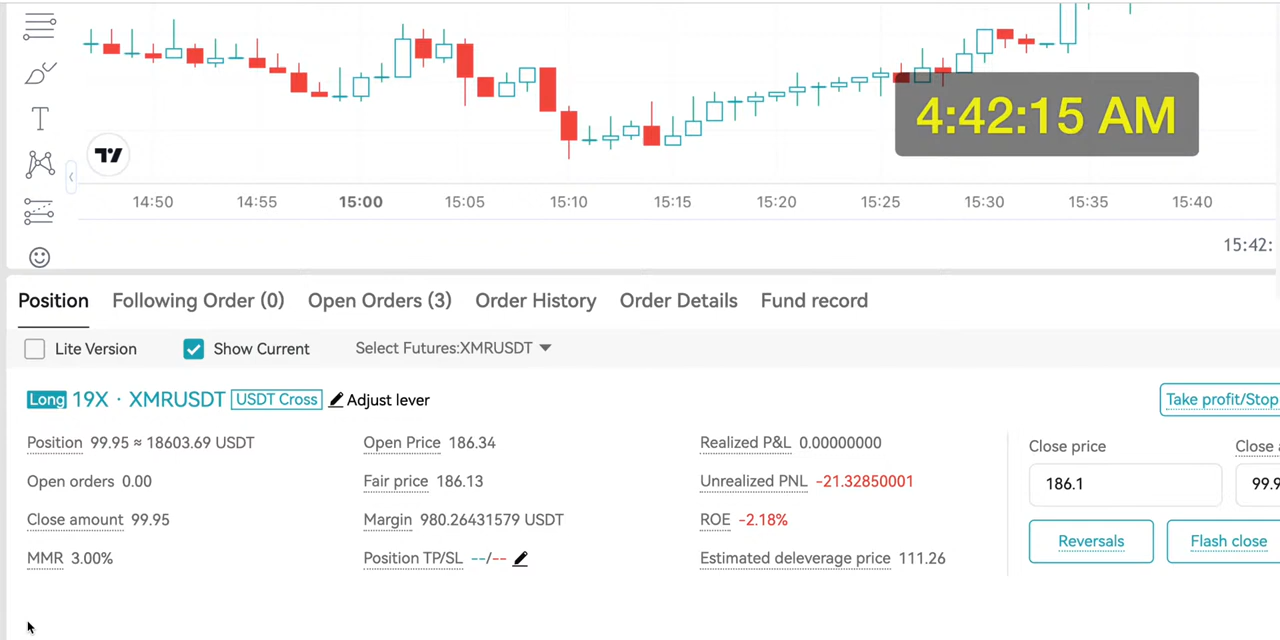 4:42:15 AM
14:50 14:55 15:00 15:05 15:10 15:15 15:20 15:25 15:30 15:35 15:40
15:42:
Position Following Order (0) Open Orders (3) Order History Order Details Fund record
Lite Version Show Current Select Futures:XMRUSDT
Long 19X · XMRUSDT USDT Cross Adjust lever Take profit/Stop
Position 99.95 ≈ 18603.69 USDT Open Price 186.34 Realized P&L 0.00000000 Close price Close
Open orders 0.00 Fair price 186.13 Unrealized PNL -21.32850001 186.1 99.9
Close amount 99.95 Margin 980.26431579 USDT ROE -2.18%
MMR 3.00% Position TP/SL --/-- Estimated deleverage price 111.26 Reversals Flash close